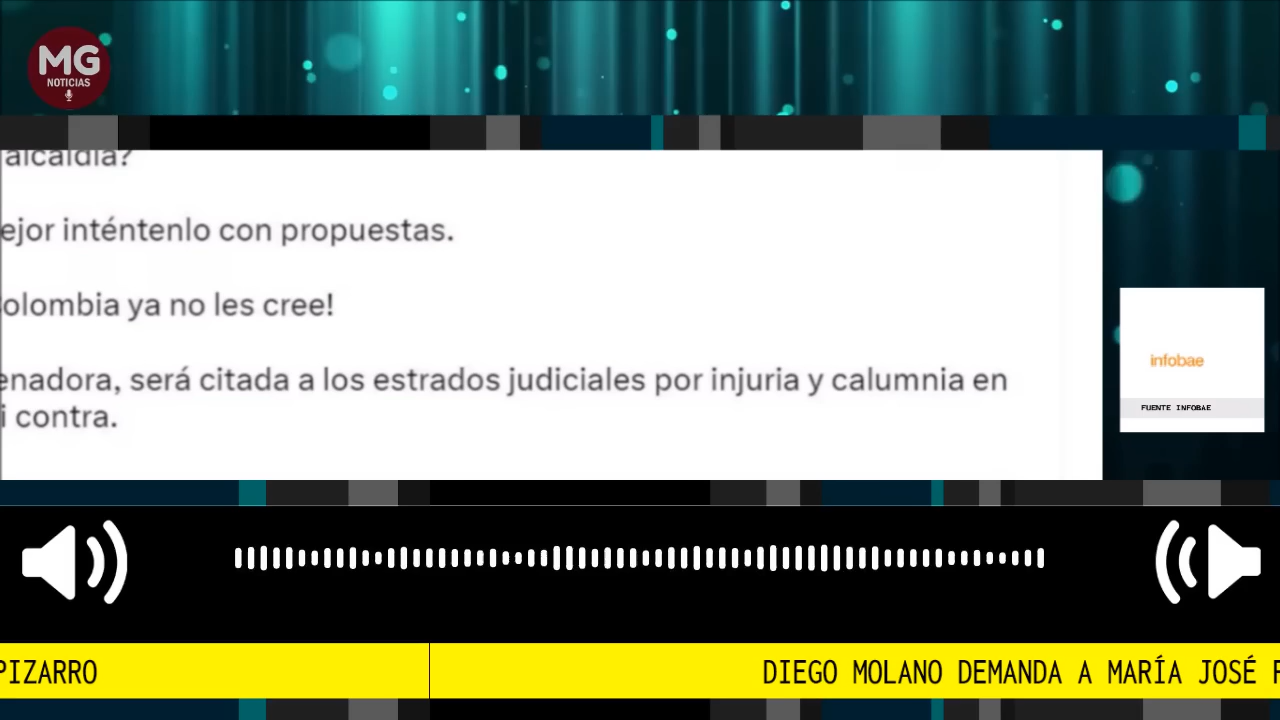 MG
NOTICIAS
alcaldía?
ejor inténtenlo con propuestas.
olombia ya no les cree!
enadora, será citada a los estrados judiciales por injuria y calumnia en
i contra.
infobae
FUENTE INFOBAE
PIZARRO
DIEGO MOLANO DEMANDA A MARÍA JOSÉ P